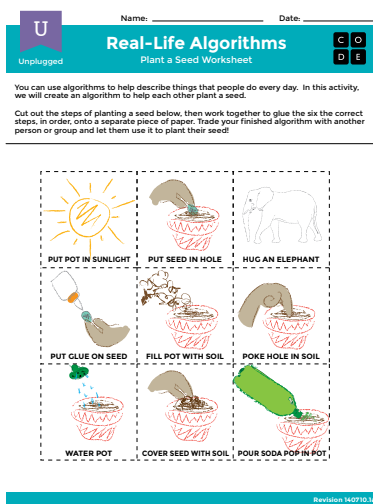 Name: Date:
U
Unplugged
Real-Life Algorithms
Plant a Seed Worksheet
C O
D E
You can use algorithms to help describe things that people do every day. In this activity,
we will create an algorithm to help each other plant a seed.
Cut out the steps of planting a seed below, then work together to glue the six the correct
steps, in order, onto a separate piece of paper. Trade your finished algorithm with another
person or group and let them use it to plant their seed!
PUT POT IN SUNLIGHT PUT SEED IN HOLE HUG AN ELEPHANT
PUT GLUE ON SEED FILL POT WITH SOIL POKE HOLE IN SOIL
WATER POT COVER SEED WITH SOIL POUR SODA POP IN POT
Revision 140710.1a